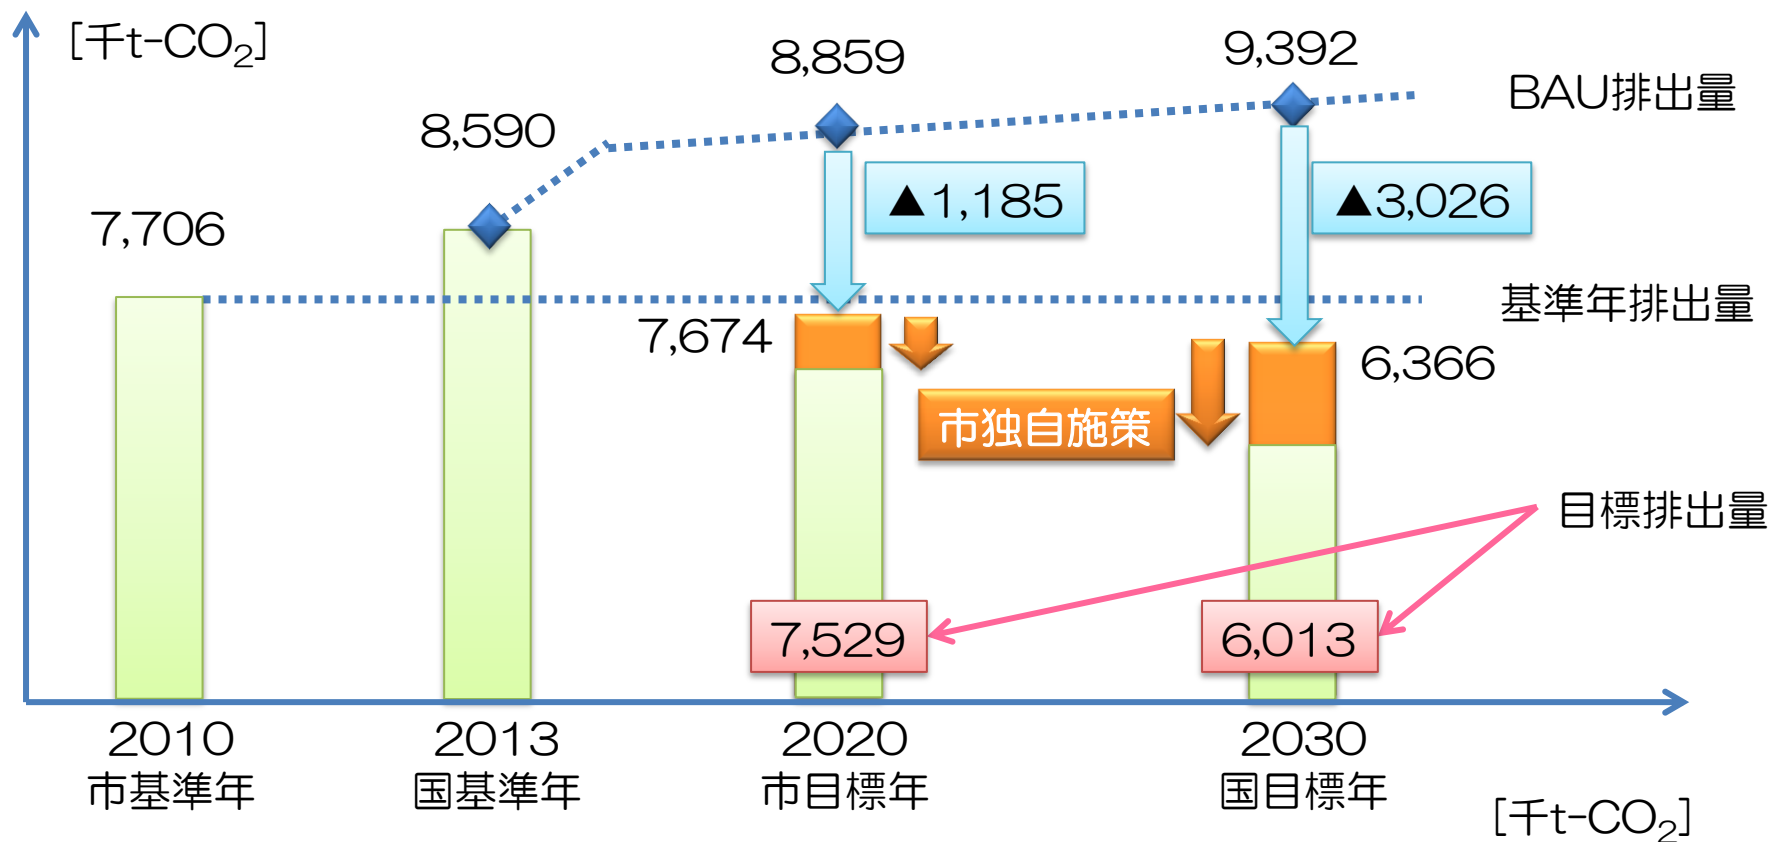 [千t-CO₂]
8,859
9,392
BAU排出量
8,590
7,706
▲1,185
▲3,026
基準年排出量
7,674
6,366
市独自施策
目標排出量
7,529
6,013
2010
市基準年
2013
国基準年
2020
市目標年
2030
国目標年
[千t-CO₂]